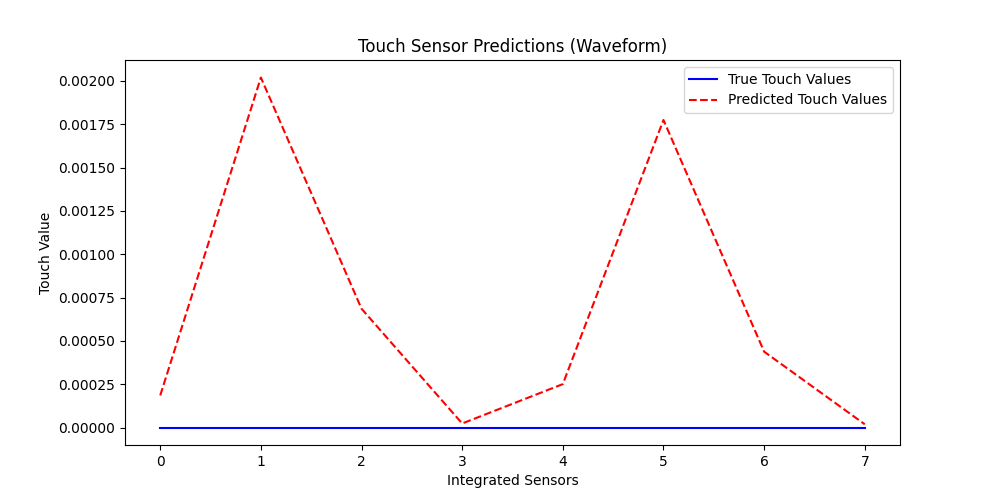 Touch Sensor Predictions (Waveform)
True Touch Values
Predicted Touch Values
Touch Value
0.00200
0.00175
0.00150
0.00125
0.00100
0.00075
0.00050
0.00025
0.00000
0 1 2 3 4 5 6 7
Integrated Sensors